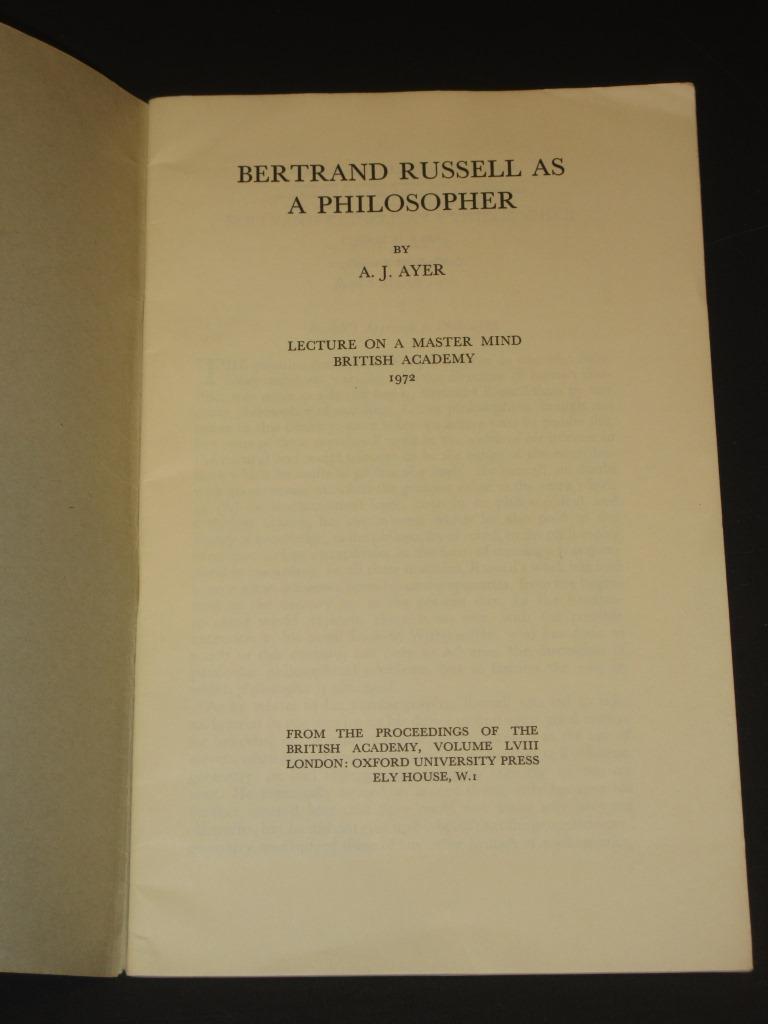 BERTRAND RUSSELL AS
A PHILOSOPHER
BY
A. J. AYER
LECTURE ON A MASTER MIND
BRITISH ACADEMY
1972
FROM THE PROCEEDINGS OF THE
BRITISH ACADEMY, VOLUME LVIII
LONDON: OXFORD UNIVERSITY PRESS
ELY HOUSE, W.1